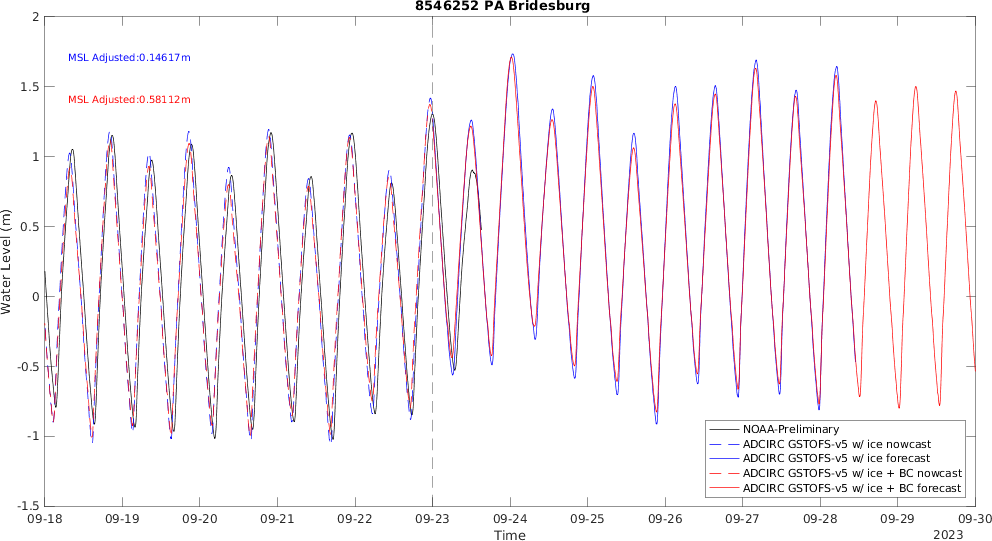 8546252 PA Bridesburg
MSL Adjusted:0.14617m
MSL Adjusted:0.58112m
Water Level (m)
2
1.5
1
0.5
0
-0.5
-1
-1.5
NOAA-Preliminary
ADCIRC GSTOFS-v5 w/ ice nowcast
ADCIRC GSTOFS-v5 w/ ice forecast
ADCIRC GSTOFS-v5 w/ ice + BC nowcast
ADCIRC GSTOFS-v5 w/ ice + BC forecast
09-18 09-19 09-20 09-21 09-22 09-23 09-24 09-25 09-26 09-27 09-28 09-29 09-30
Time
2023